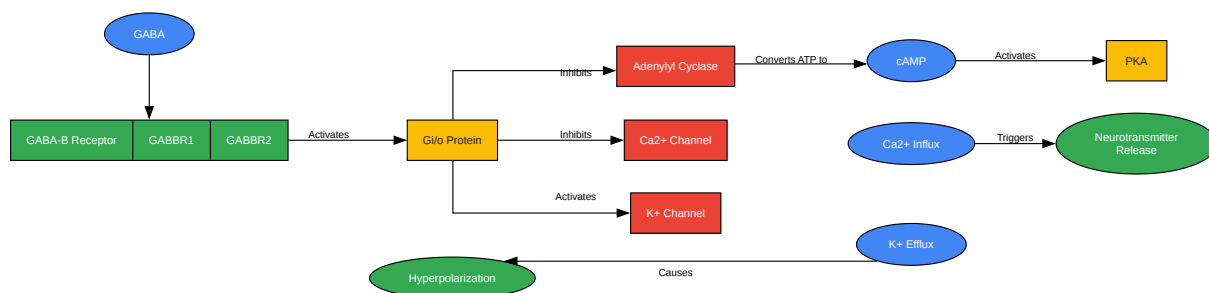 GABA
GABA-B Receptor
GABBR1
GABBR2
Activates
Gi/o Protein
Inhibits
Adenylyl Cyclase
Converts ATP to
cAMP
Activates
PKA
Inhibits
Ca2+ Channel
Ca2+ Influx
Triggers
Neurotransmitter
Release
Activates
K+ Channel
K+ Efflux
Causes
Hyperpolarization